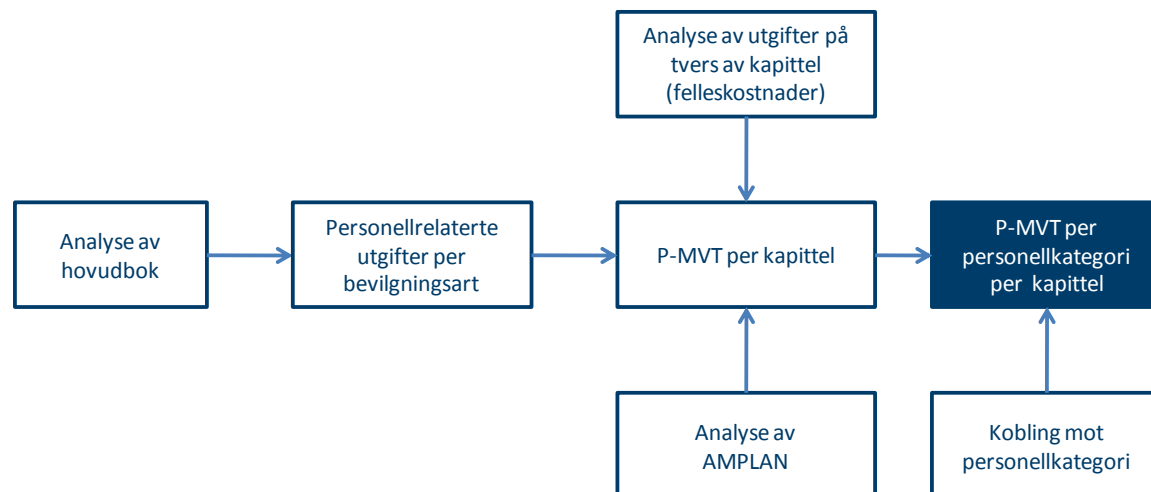 Analyse av utgifter på
tvers av kapittel
(felleskostnader)
Analyse av
hovudbok
Personellrelaterte
utgifter per
bevilgningsart
P-MVT per kapittel
P-MVT per
personellkategori
per kapittel
Analyse av
AMPLAN
Kobling mot
personellkategori